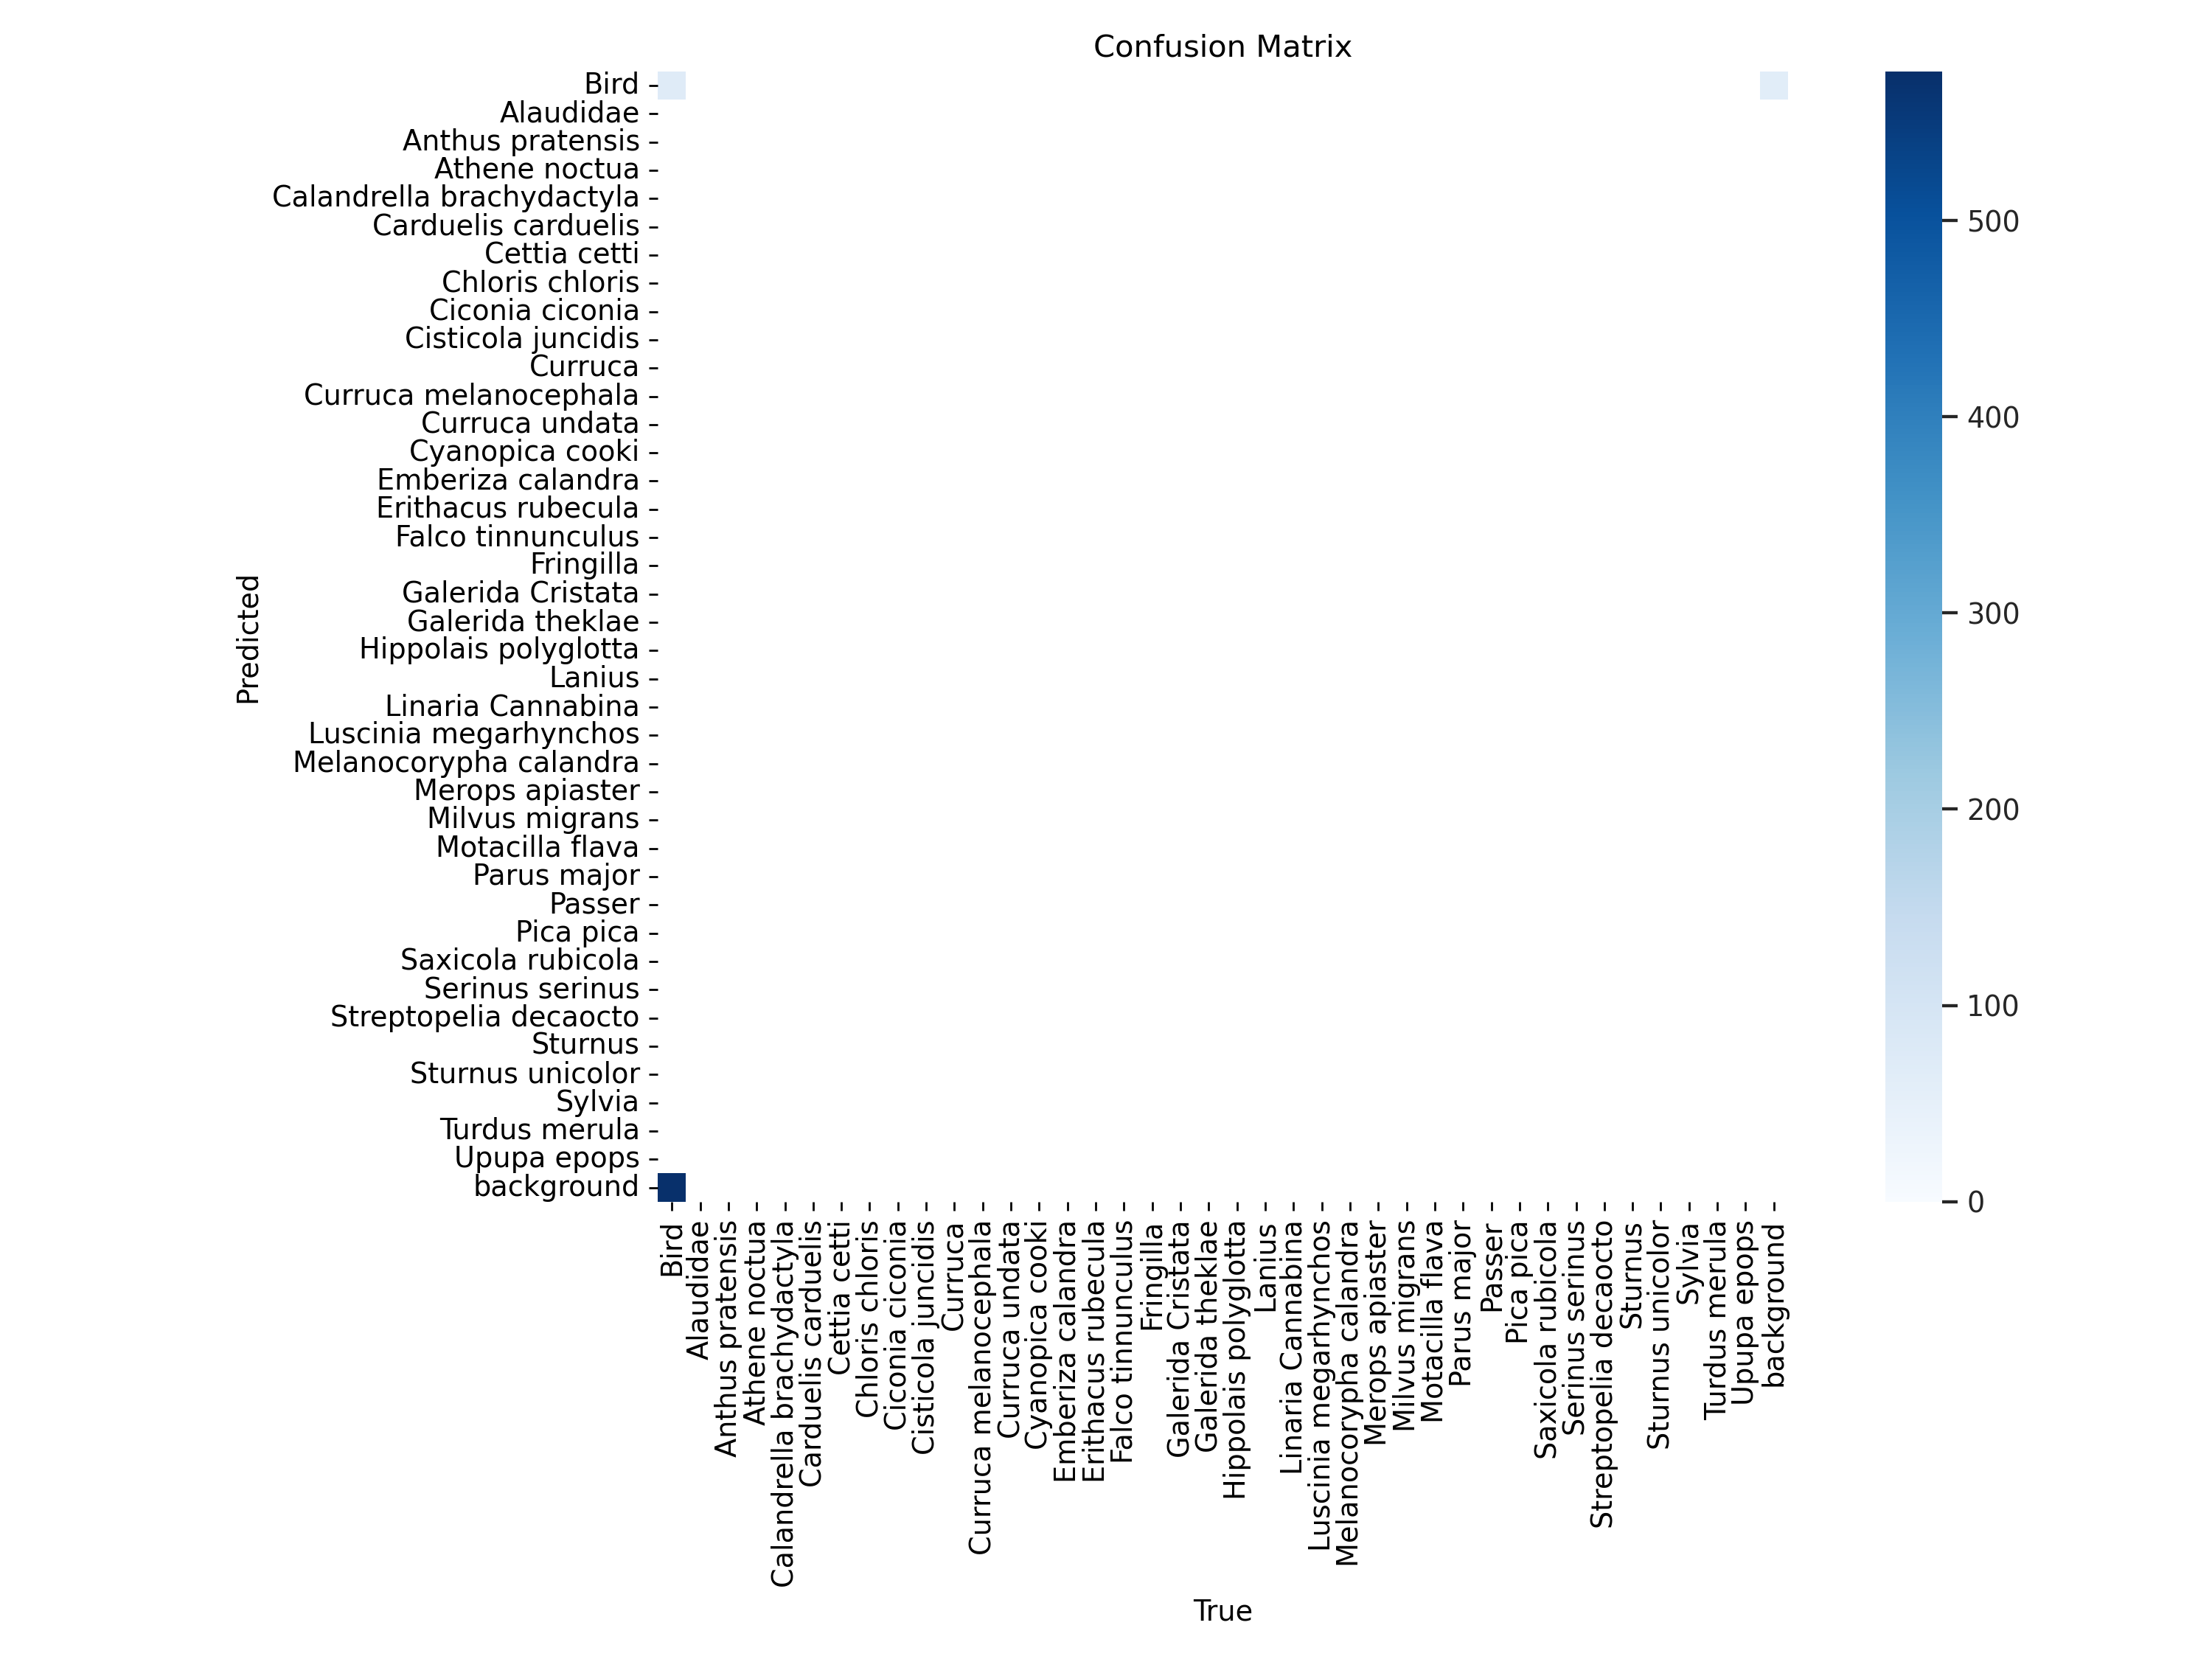 Confusion Matrix
Predicted
Bird
Alaudidae
Anthus pratensis
Athene noctua
Calandrella brachydactyla
Carduelis carduelis
Cettia cetti
Chloris chloris
Ciconia ciconia
Cisticola juncidis
Curruca
Curruca melanocephala
Curruca undata
Cyanopica cooki
Emberiza calandra
Erithacus rubecula
Falco tinnunculus
Fringilla
Galerida Cristata
Galerida theklae
Hippolais polyglotta
Lanius
Linaria Cannabina
Luscinia megarhynchos
Melanocorypha calandra
Merops apiaster
Milvus migrans
Motacilla flava
Parus major
Passer
Pica pica
Saxicola rubicola
Serinus serinus
Streptopelia decaocto
Sturnus
Sturnus unicolor
Sylvia
Turdus merula
Upupa epops
background
Bird
Alaudidae
Anthus pratensis
Athene noctua
Calandrella brachydactyla
Carduelis carduelis
Cettia cetti
Chloris chloris
Ciconia ciconia
Cisticola juncidis
Curruca
Curruca melanocephala
Curruca undata
Cyanopica cooki
Emberiza calandra
Erithacus rubecula
Falco tinnunculus
Fringilla
Galerida Cristata
Galerida theklae
Hippolais polyglotta
Lanius
Linaria Cannabina
Luscinia megarhynchos
Melanocorypha calandra
Merops apiaster
Milvus migrans
Motacilla flava
Parus major
Passer
Pica pica
Saxicola rubicola
Serinus serinus
Streptopelia decaocto
Sturnus
Sturnus unicolor
Sylvia
Turdus merula
Upupa epops
background
True
500
400
300
200
100
0